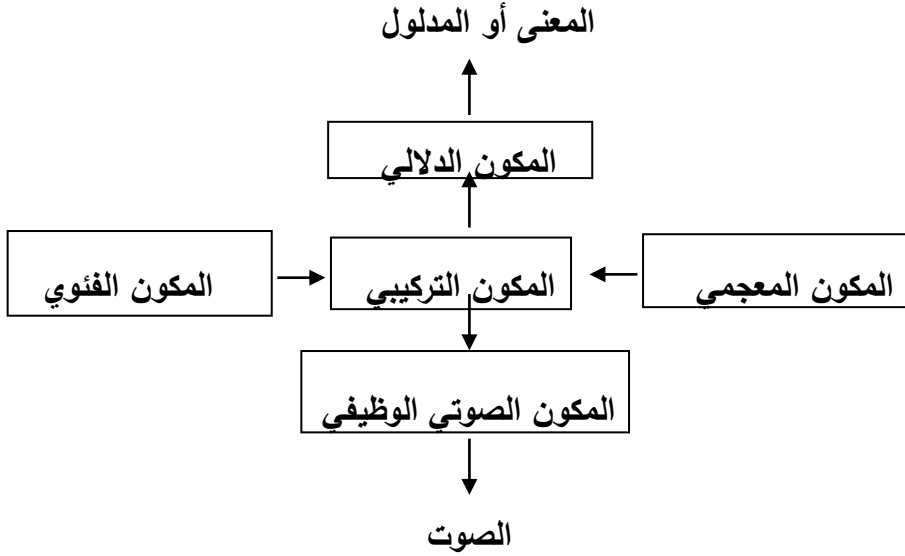 المعنى أو المدلول
المكون الدلالي
المكون المعجمي
المكون التركيبي
المكون الفئوي
المكون الصوتي الوظيفي
الصوت